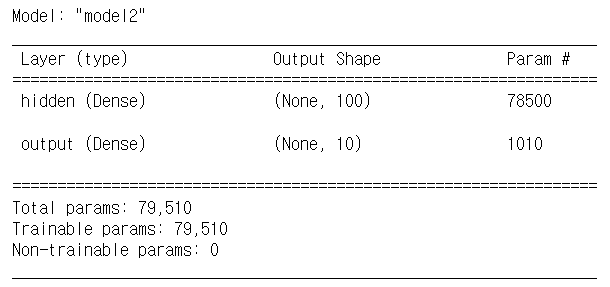 Model: "model2"
Layer (type) Output Shape Param #
=================================================================
hidden (Dense) (None, 100) 78500
output (Dense) (None, 10) 1010
=================================================================
Total params: 79,510
Trainable params: 79,510
Non-trainable params: 0